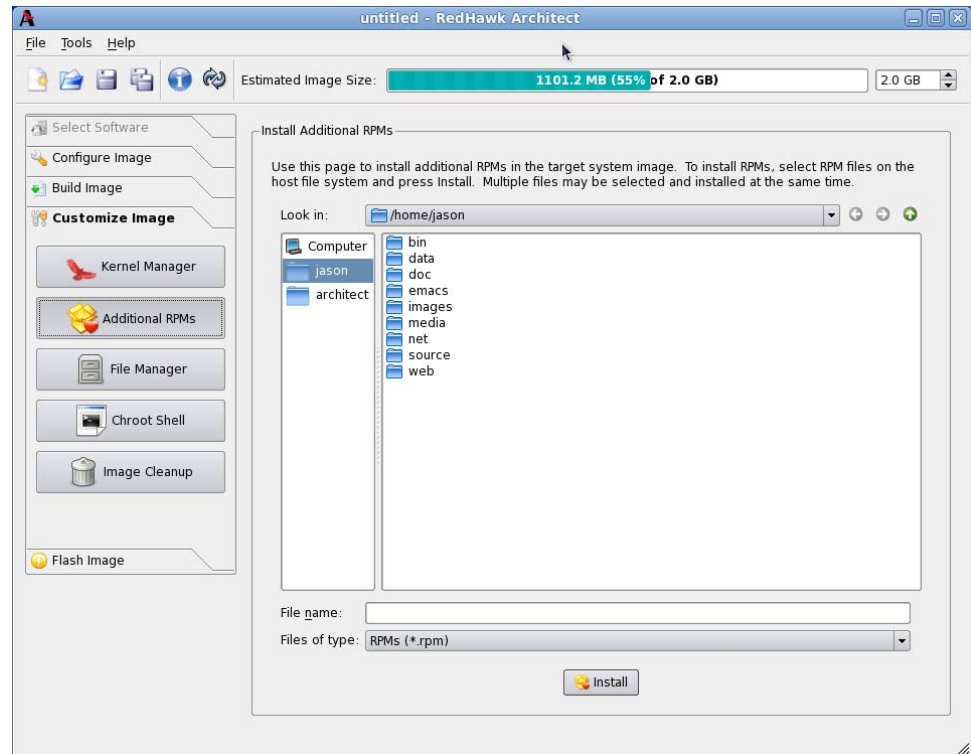 untitled - RedHawk Architect
File Tools Help
Estimated Image Size: 1101.2 MB (55% of 2.0 GB) 2.0 GB
Select Software
Configure Image
Build Image
Customize Image
Kernel Manager
Additional RPMs
File Manager
Chroot Shell
Image Cleanup
Flash Image
Install Additional RPMs
Use this page to install additional RPMs in the target system image. To install RPMs, select RPM files on the
host file system and press Install. Multiple files may be selected and installed at the same time.
Look in: /home/jason
Computer
jason
architect
bin
data
doc
emacs
images
media
net
source
web
File name:
Files of type: RPMs (*.rpm)
Install